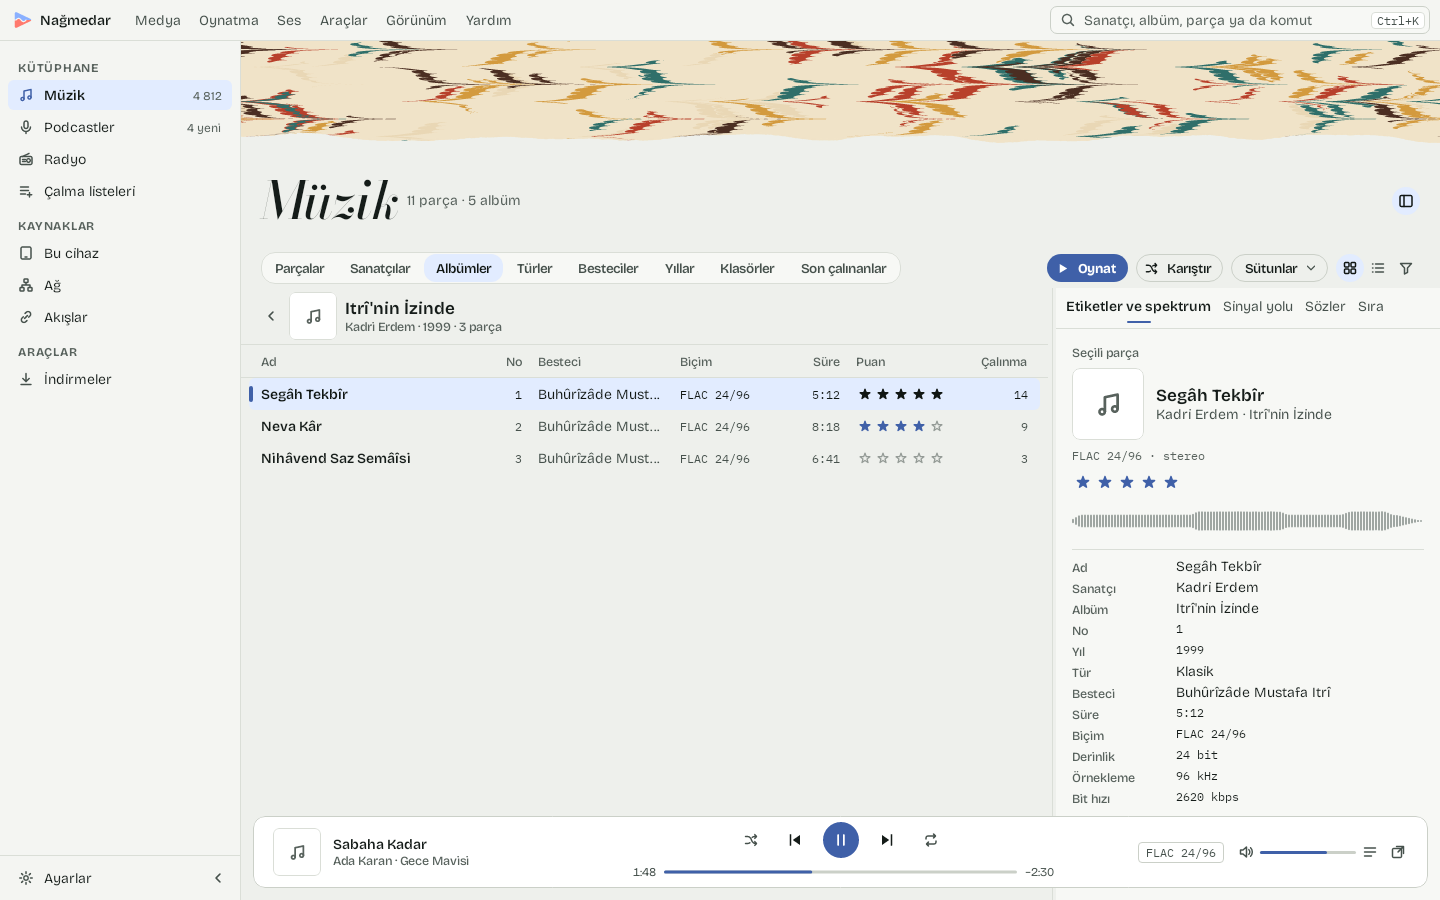 Nağmedar Medya Oynatma Ses Araçlar Görünüm Yardım Sanatçı, albüm, parça ya da komut Ctrl+K
KÜTÜPHANE
Müzik 4 812
Podcastler 4 yeni
Radyo
Çalma listeleri
KAYNAKLAR
Bu cihaz
Ağ
Akışlar
ARAÇLAR
İndirmeler
Ayarlar
Müzik 11 parça · 5 albüm
Parçalar Sanatçılar Albümler Türler Besteciler Yıllar Klasörler Son çalınanlar Oynat Karıştır Sütunlar
Itrî'nin İzinde
Kadri Erdem · 1999 · 3 parça
Ad No Besteci Biçim Süre Puan Çalınma
Segâh Tekbîr 1 Buhûrîzâde Must... FLAC 24/96 5:12 14
Neva Kâr 2 Buhûrîzâde Must... FLAC 24/96 8:18 9
Nihâvend Saz Semâîsi 3 Buhûrîzâde Must... FLAC 24/96 6:41 3
Etiketler ve spektrum Sinyal yolu Sözler Sıra
Seçili parça
Segâh Tekbîr
Kadri Erdem · Itrî'nin İzinde
FLAC 24/96 · stereo
Ad Segâh Tekbîr
Sanatçı Kadri Erdem
Albüm Itrî'nin İzinde
No 1
Yıl 1999
Tür Klasik
Besteci Buhûrîzâde Mustafa Itrî
Süre 5:12
Biçim FLAC 24/96
Derinlik 24 bit
Örnekleme 96 kHz
Bit hızı 2620 kbps
Sabaha Kadar
Ada Karan · Gece Mavisi
1:48 −2:30
FLAC 24/96